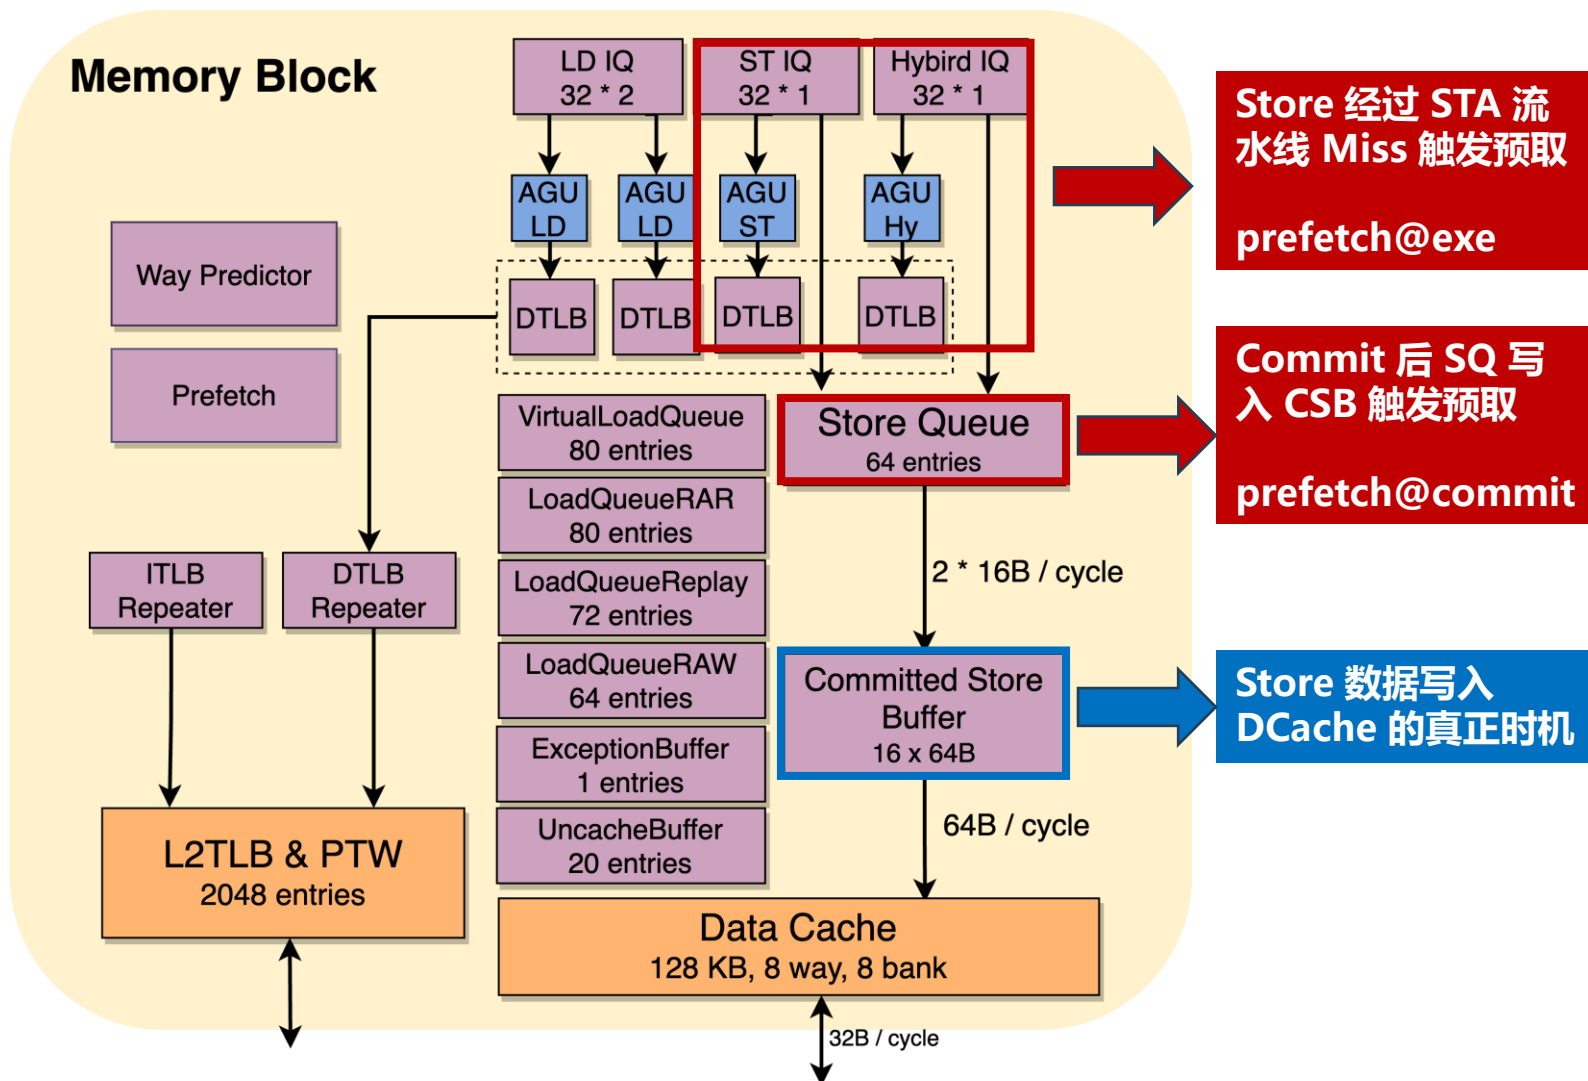 Memory Block
LD IQ
32 * 2
ST IQ
32 * 1
Hybird IQ
32 * 1
AGU
LD
AGU
LD
AGU
ST
AGU
Hy
DTLB
DTLB
DTLB
DTLB
Way Predictor
Prefetch
ITLB
Repeater
DTLB
Repeater
L2TLB & PTW
2048 entries
VirtualLoadQueue
80 entries
LoadQueueRAR
80 entries
LoadQueueReplay
72 entries
LoadQueueRAW
64 entries
ExceptionBuffer
1 entries
UncacheBuffer
20 entries
Store Queue
64 entries
2 * 16B / cycle
Committed Store
Buffer
16 x 64B
64B / cycle
Data Cache
128 KB, 8 way, 8 bank
32B / cycle
Store 经过 STA 流
水线 Miss 触发预取
prefetch@exe
Commit 后 SQ 写
入 CSB 触发预取
prefetch@commit
Store 数据写入
DCache 的真正时机